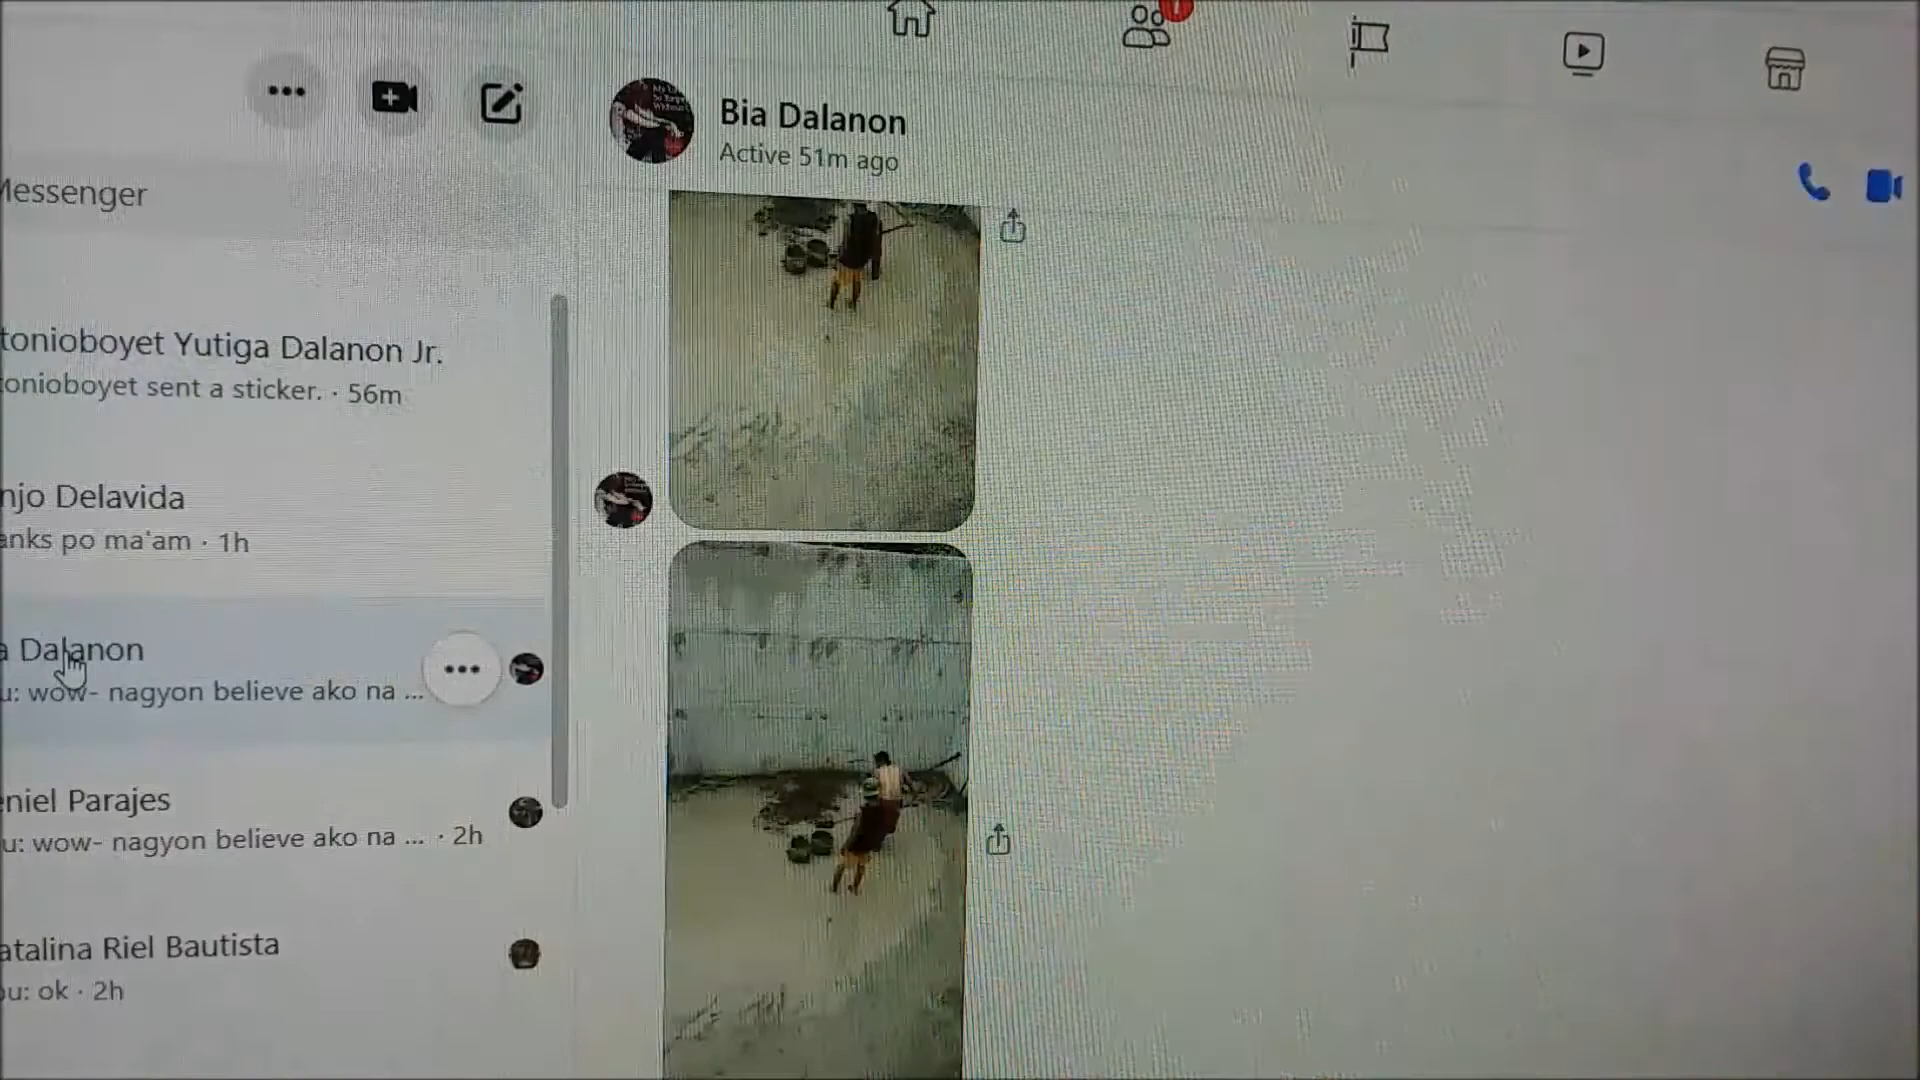 Bia Dalanon
Active 51m ago
Messenger
tonioboyet Yutiga Dalanon Jr.
onioboyet sent a sticker. · 56m
njo Delavida
anks po ma'am · 1h
a Dalanon
u: wow- nagyon believe ako na ...
eniel Parajes
u: wow- nagyon believe ako na ... · 2h
atalina Riel Bautista
ou: ok · 2h